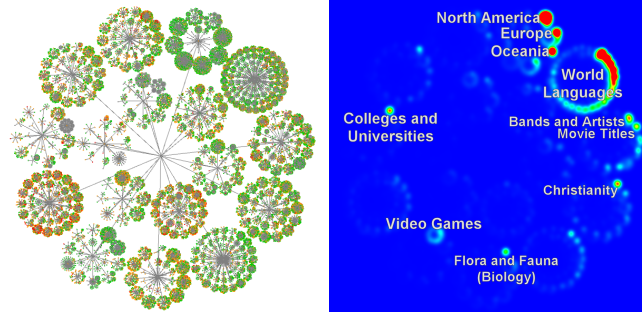 North America
Europe
Oceania
World
Languages
Colleges and
Universities
Bands and Artists
Movie Titles
Christianity
Video Games
Flora and Fauna
(Biology)